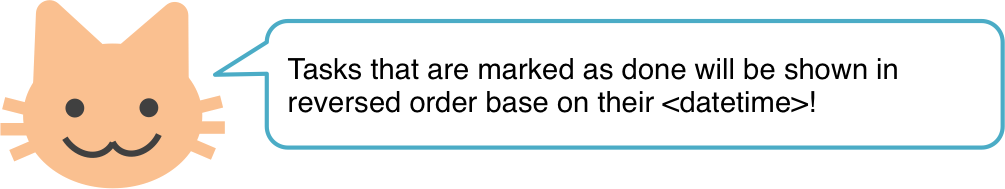 Tasks that are marked as done will be shown in
reversed order base on their <datetime>!